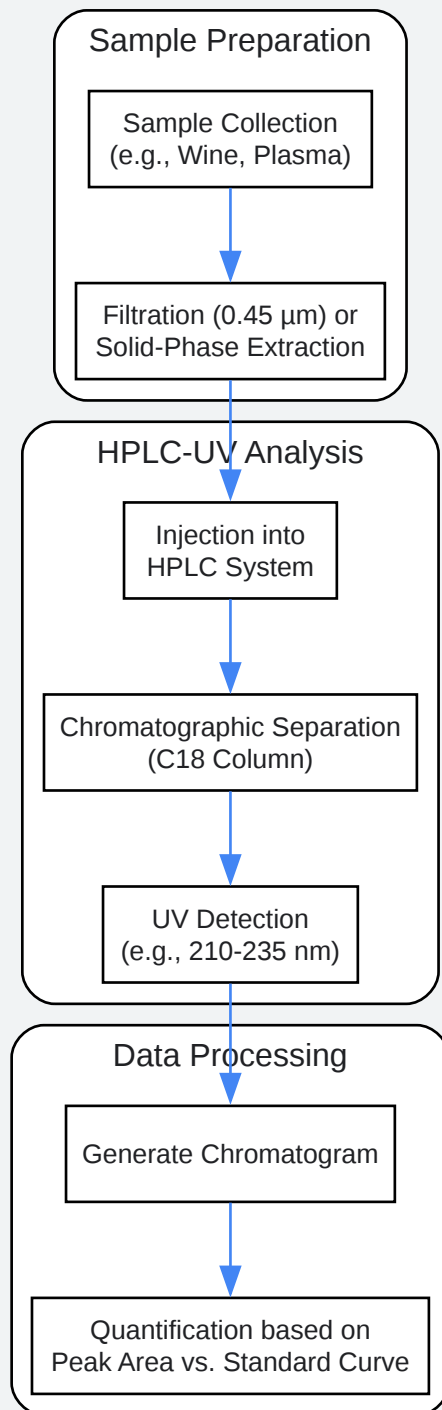 Sample Preparation
Sample Collection
(e.g., Wine, Plasma)
Filtration (0.45 µm) or
Solid-Phase Extraction
HPLC-UV Analysis
Injection into
HPLC System
Chromatographic Separation
(C18 Column)
UV Detection
(e.g., 210-235 nm)
Data Processing
Generate Chromatogram
Quantification based on
Peak Area vs. Standard Curve